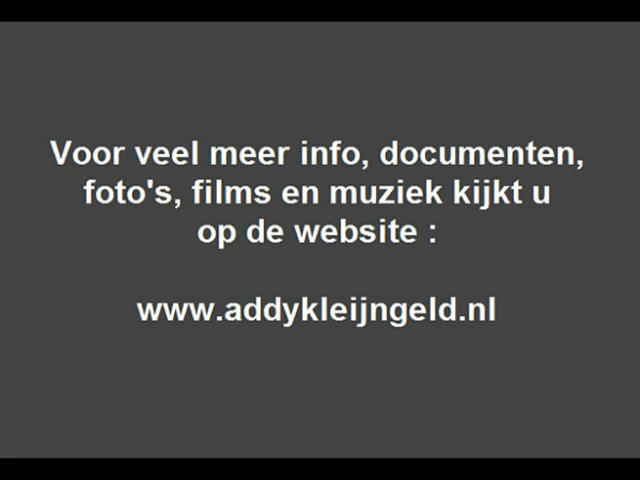 Voor veel meer info, documenten,
foto's, films en muziek kijkt u
op de website :
www.addykleijngeld.nl